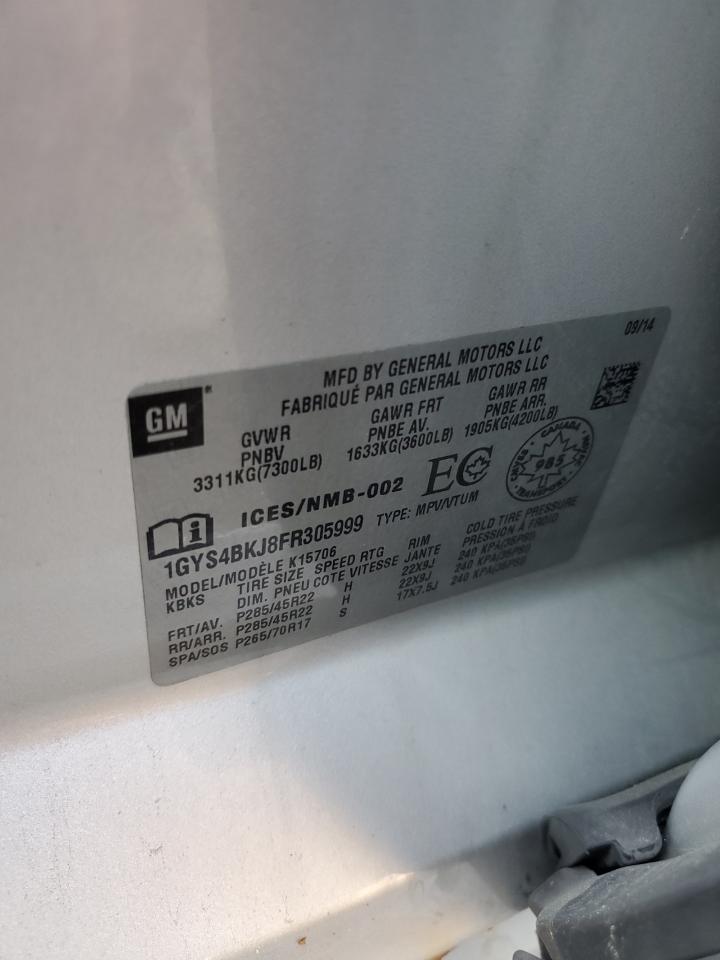 09/14
GM
MFD BY GENERAL MOTORS LLC
FABRIQUÉ PAR GENERAL MOTORS LLC
GVWR GAWR FRT GAWR RR
PNBV PNBE AV. PNBE ARR.
3311KG(7300LB) 1633KG(3600LB) 1905KG(4200LB)
ICES/NMB-002 EC
CANADA
985
TRANSPORT
1GYS4BKJ8FR305999 TYPE: MPV/VTUM
MODEL/MODÈLE K15706
KBKS TIRE SIZE SPEED RTG RIM COLD TIRE PRESSURE
DIM. PNEU COTE VITESSE JANTE PRESSION À FROID
FRT/AV. P285/45R22 H 22X9J 240 KPA(35PSI)
RR/ARR. P285/45R22 H 22X9J 240 KPA(35PSI)
SPA/SOS P265/70R17 S 17X7.5J 240 KPA(35PSI)